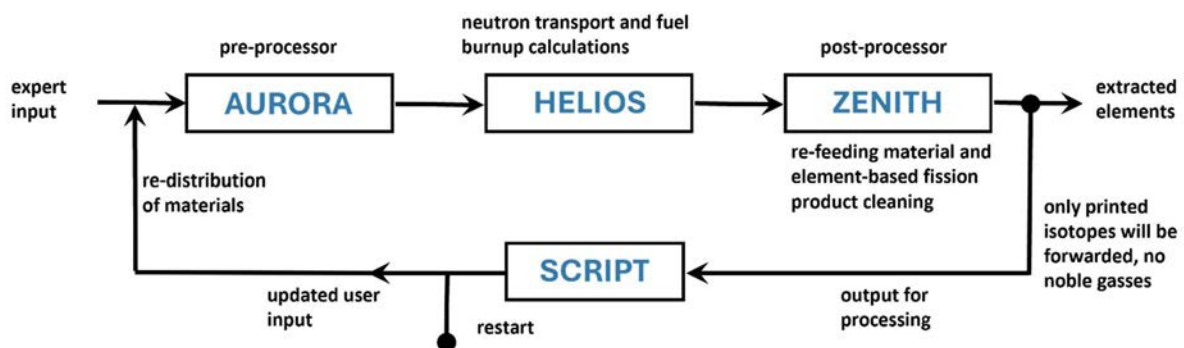 neutron transport and fuel
burnup calculations
pre-processor
post-processor
expert
input
AURORA
HELIOS
ZENITH
extracted
elements
re-feeding material and
element-based fission
product cleaning
re-distribution
of materials
only printed
isotopes will be
forwarded, no
noble gasses
SCRIPT
updated user
input
restart
output for
processing